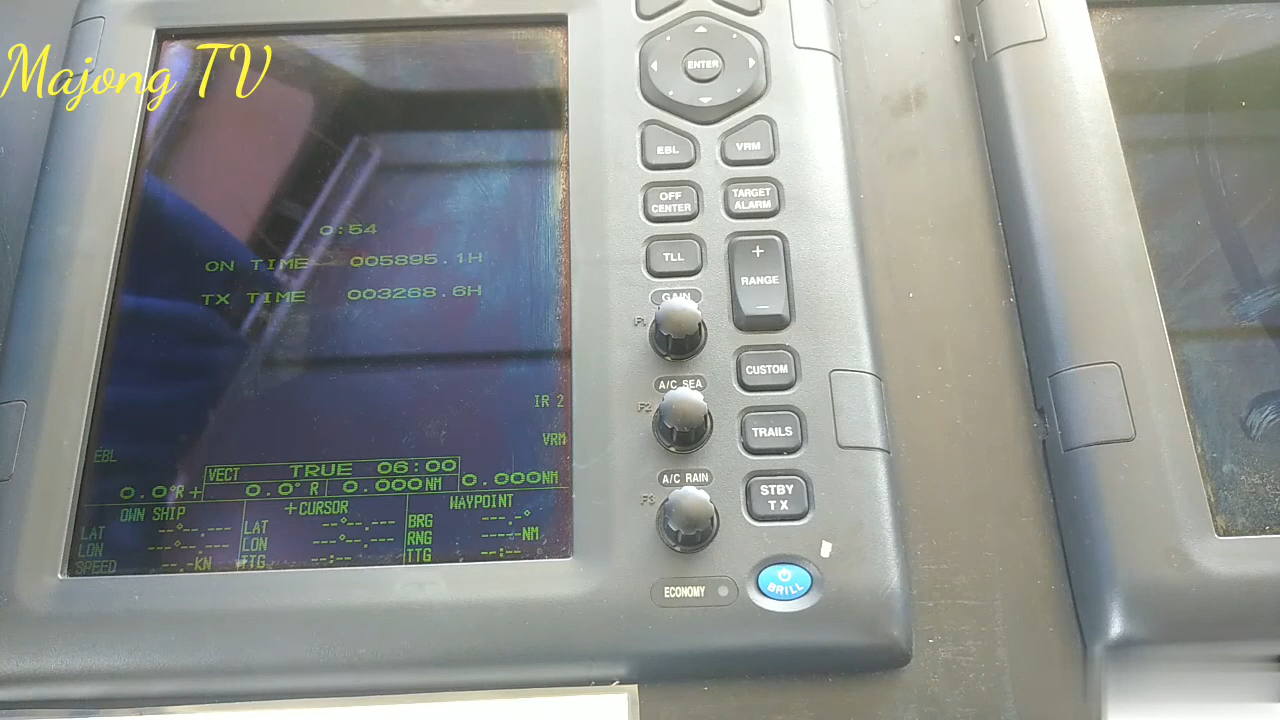 Majong TV
0:54
ON TIME 005895.1H
TX TIME 003268.6H
IR 2
VRM
EBL
VECT TRUE 06:00
0.0°R + 0.0° R 0.000NM 0.000NM
OWN SHIP
LAT --°--.---
LON ---°--.---
SPEED --.-KN
+CURSOR
LAT --°--.---
LON ---°--.---
TTG --:--
WAYPOINT
BRG ---.-°
RNG ----NM
TTG --:--
ENTER
EBL
VRM
OFF
CENTER
TARGET
ALARM
TLL
+
RANGE
-
GAIN
F1
CUSTOM
A/C SEA
F2
TRAILS
A/C RAIN
F3
STBY
TX
ECONOMY
BRILL